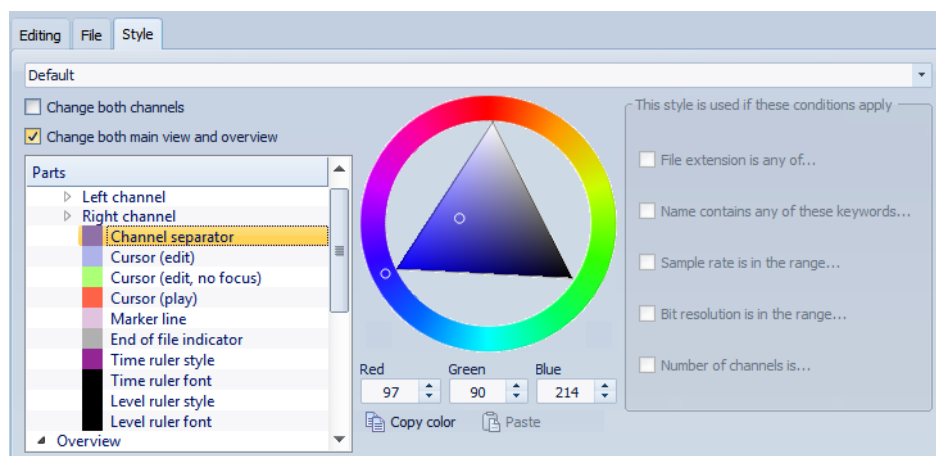 Editing File Style
Default
Change both channels
Change both main view and overview
Parts
Left channel
Right channel
Channel separator
Cursor (edit)
Cursor (edit, no focus)
Cursor (play)
Marker line
End of file indicator
Time ruler style
Time ruler font
Level ruler style
Level ruler font
Overview
Red Green Blue
97 90 214
Copy color Paste
This style is used if these conditions apply
File extension is any of...
Name contains any of these keywords...
Sample rate is in the range...
Bit resolution is in the range...
Number of channels is...